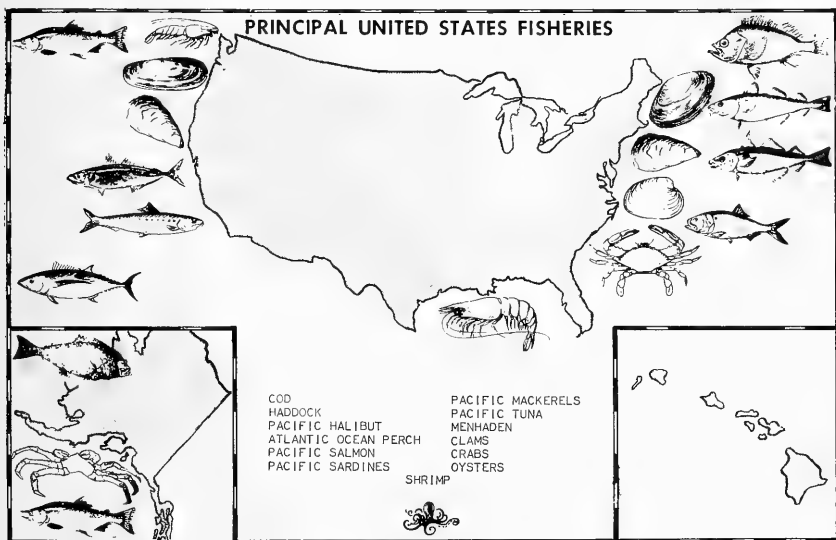 PRINCIPAL UNITED STATES FISHERIES
COD
HADDOCK
PACIFIC HALIBUT
ATLANTIC OCEAN PERCH
PACIFIC SALMON
PACIFIC SARDINES
PACIFIC MACKERELS
PACIFIC TUNA
MENHADEN
CLAMS
CRABS
OYSTERS
SHRIMP